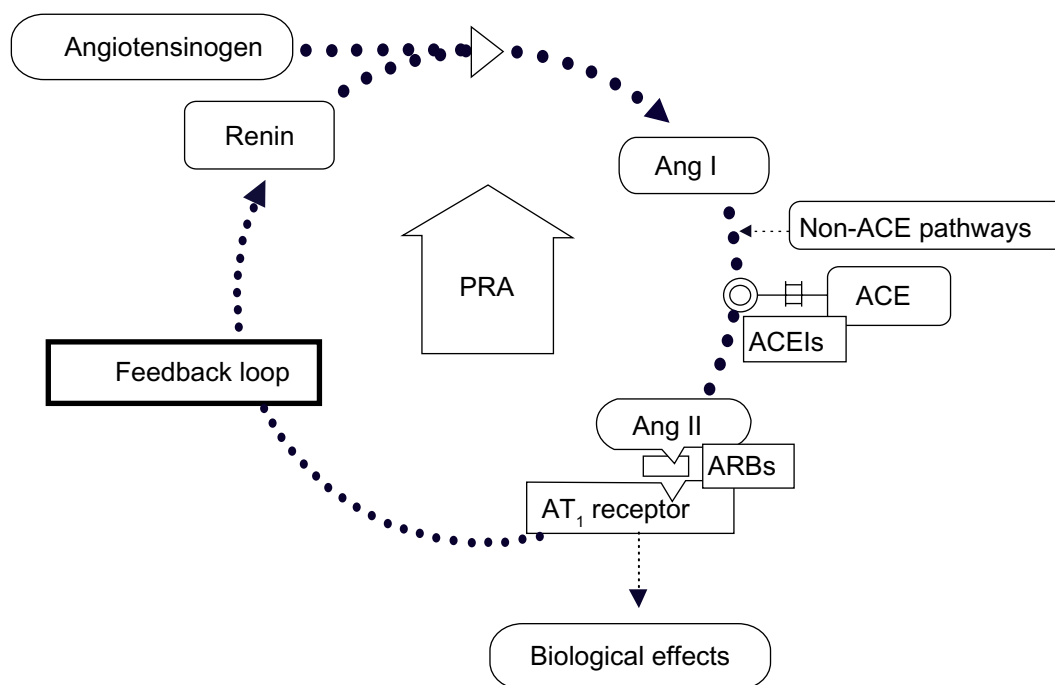 Angiotensinogen
Renin
Ang I
Non-ACE pathways
PRA
ACE
ACEIs
Feedback loop
Ang II
ARBs
AT₁ receptor
Biological effects